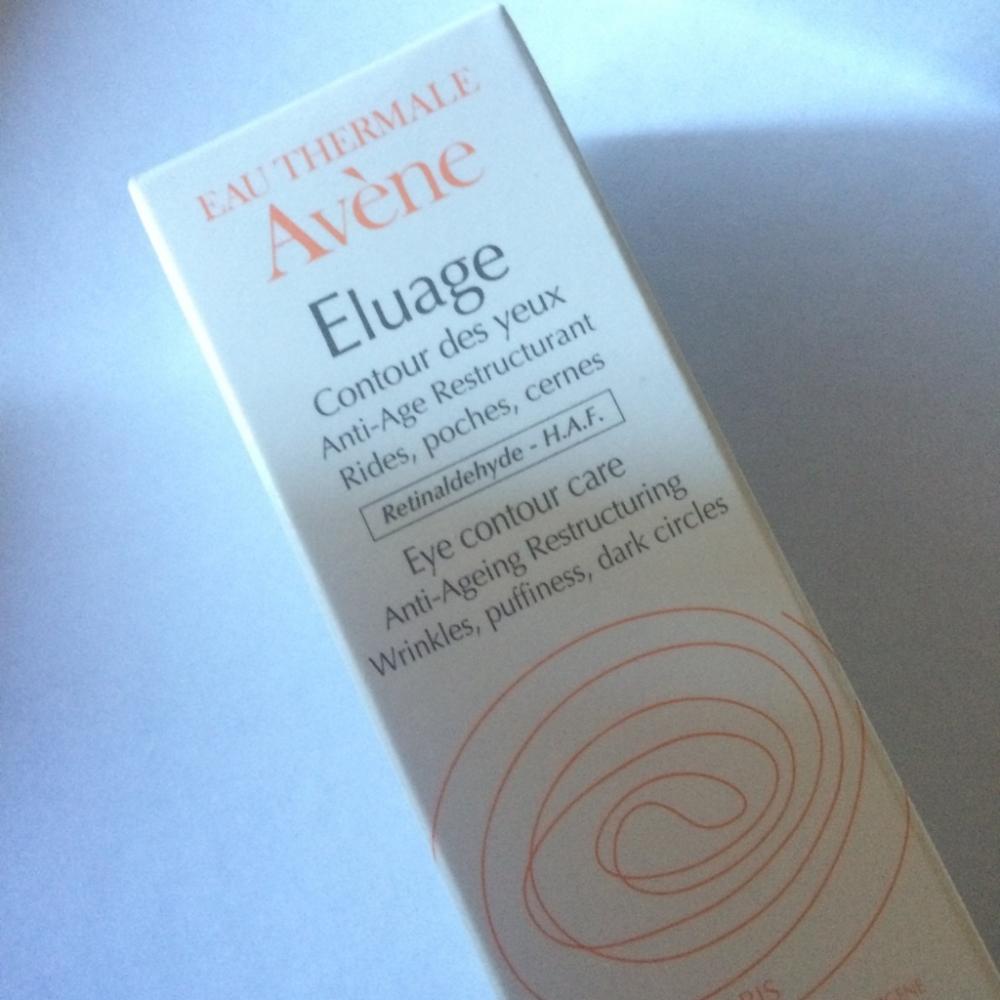 EAU THERMALE
Avène
Eluage
Contour des yeux
Anti-Age Restructurant
Rides, poches, cernes
Retinaldehyde - H.A.F.
Eye contour care
Anti-Ageing Restructuring
Wrinkles, puffiness, dark circles